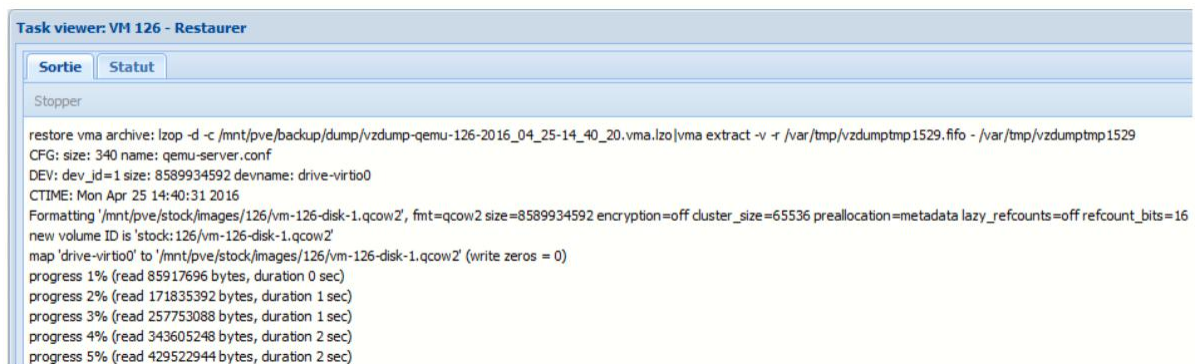 Task viewer: VM 126 - Restaurer
Sortie Statut
Stopper
restore vma archive: lzop -d -c /mnt/pve/backup/dump/vzdump-qemu-126-2016_04_25-14_40_20.vma.lzo|vma extract -v -r /var/tmp/vzdumptmp1529.fifo - /var/tmp/vzdumptmp1529
CFG: size: 340 name: qemu-server.conf
DEV: dev_id=1 size: 8589934592 devname: drive-virtio0
CTIME: Mon Apr 25 14:40:31 2016
Formatting '/mnt/pve/stock/images/126/vm-126-disk-1.qcow2', fmt=qcow2 size=8589934592 encryption=off cluster_size=65536 preallocation=metadata lazy_refcounts=off refcount_bits=16
new volume ID is 'stock:126/vm-126-disk-1.qcow2'
map 'drive-virtio0' to '/mnt/pve/stock/images/126/vm-126-disk-1.qcow2' (write zeros = 0)
progress 1% (read 85917696 bytes, duration 0 sec)
progress 2% (read 171835392 bytes, duration 1 sec)
progress 3% (read 257753088 bytes, duration 1 sec)
progress 4% (read 343605248 bytes, duration 2 sec)
progress 5% (read 429522944 bytes, duration 2 sec)